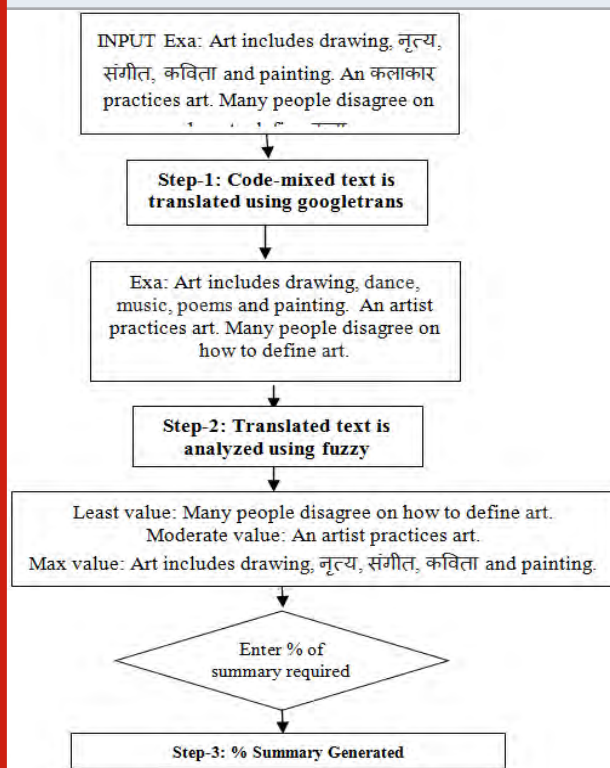 INPUT Exa: Art includes drawing, नृत्य,
संगीत, कविता and painting. An कलाकार
practices art. Many people disagree on
Step-1: Code-mixed text is
translated using googletrans
Exa: Art includes drawing, dance,
music, poems and painting. An artist
practices art. Many people disagree on
how to define art.
Step-2: Translated text is
analyzed using fuzzy
Least value: Many people disagree on how to define art.
Moderate value: An artist practices art.
Max value: Art includes drawing, नृत्य, संगीत, कविता and painting.
Enter % of
summary required
Step-3: % Summary Generated